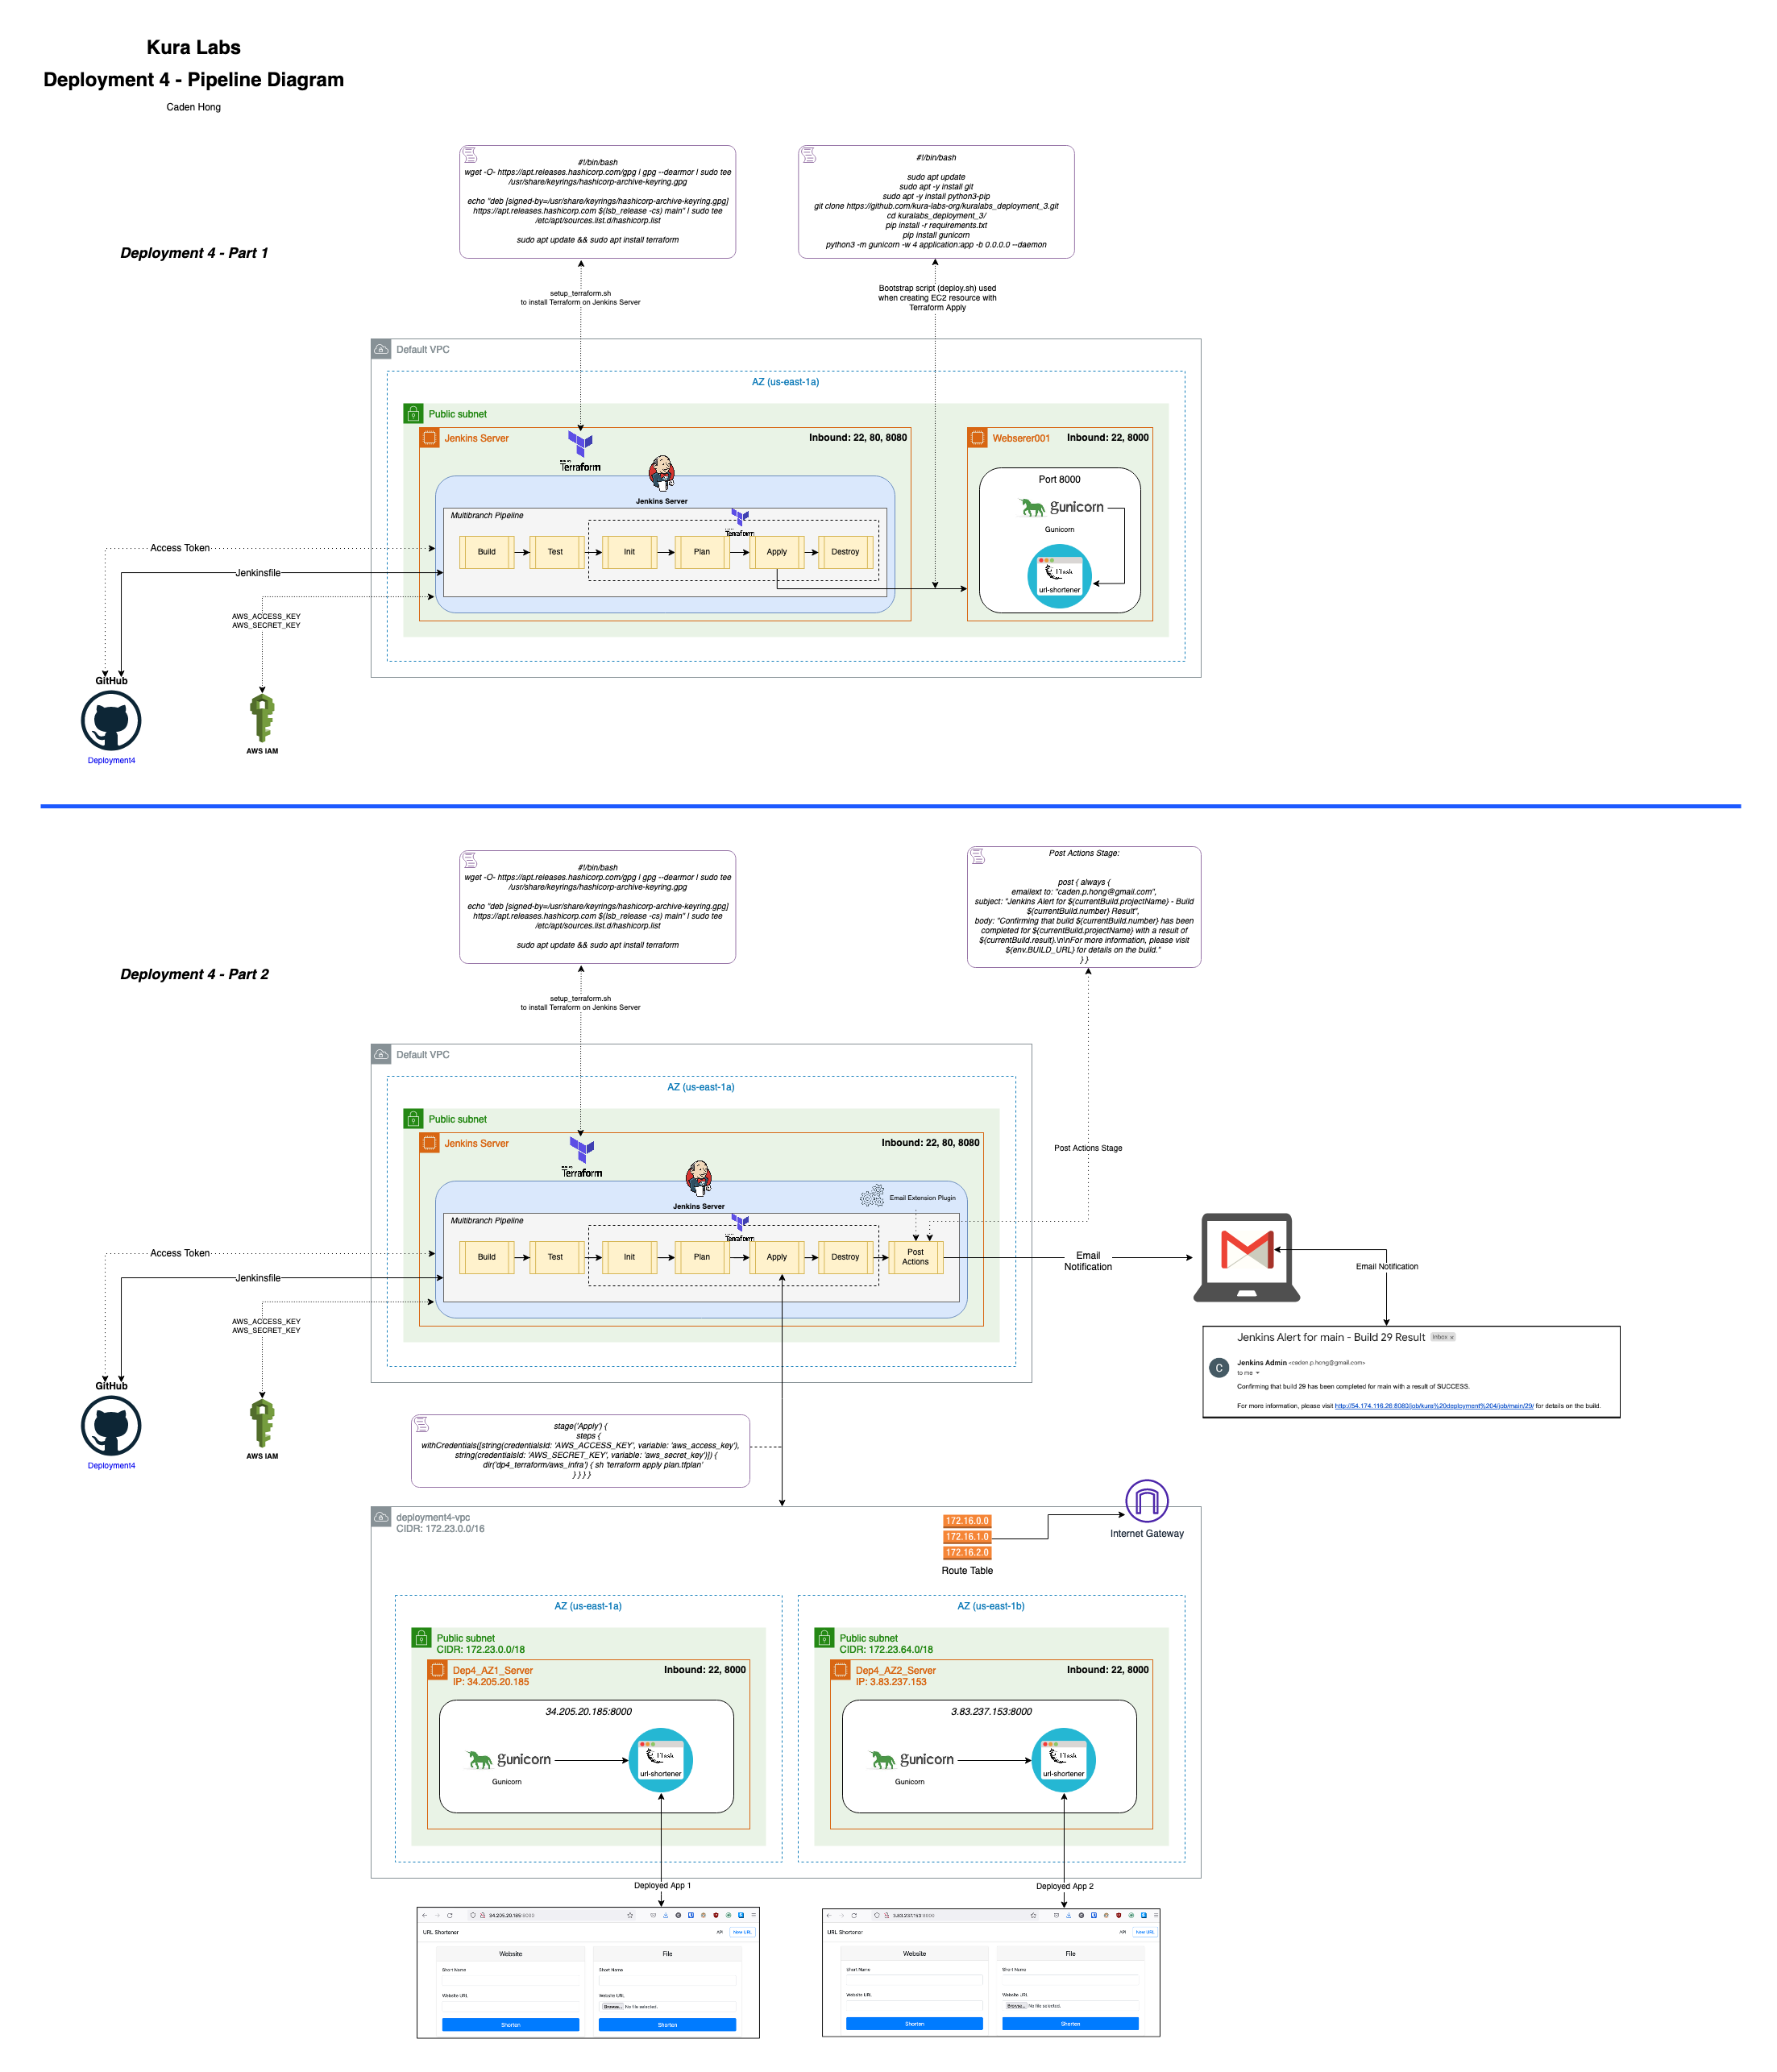 Kura Labs
Deployment 4 - Pipeline Diagram
Caden Hong
#!/bin/bash
wget -O- https://apt.releases.hashicorp.com/gpg | gpg --dearmor | sudo tee
/usr/share/keyrings/hashicorp-archive-keyring.gpg
echo "deb [signed-by=/usr/share/keyrings/hashicorp-archive-keyring.gpg]
https://apt.releases.hashicorp.com $(lsb_release -cs) main" | sudo tee
/etc/apt/sources.list.d/hashicorp.list
sudo apt update && sudo apt install terraform
#!/bin/bash
sudo apt update
sudo apt -y install git
sudo apt -y install python3-pip
git clone https://github.com/kura-labs-org/kuralabs_deployment_3.git
cd kuralabs_deployment_3/
pip install -r requirements.txt
pip install gunicorn
python3 -m gunicorn -w 4 application:app -b 0.0.0.0 --daemon
Deployment 4 - Part 1
setup_terraform.sh
to install Terraform on Jenkins Server
Bootstrap script (deploy.sh) used
when creating EC2 resource with
Terraform Apply
Default VPC
AZ (us-east-1a)
Public subnet
Jenkins Server
Inbound: 22, 80, 8080
Terraform
Jenkins Server
Multibranch Pipeline
Terraform
Build
Test
Init
Plan
Apply
Destroy
Webserer001
Inbound: 22, 8000
Port 8000
gunicorn
Gunicorn
Flask
url-shortener
Access Token
Jenkinsfile
AWS_ACCESS_KEY
AWS_SECRET_KEY
GitHub
Deployment4
AWS IAM
#!/bin/bash
wget -O- https://apt.releases.hashicorp.com/gpg | gpg --dearmor | sudo tee
/usr/share/keyrings/hashicorp-archive-keyring.gpg
echo "deb [signed-by=/usr/share/keyrings/hashicorp-archive-keyring.gpg]
https://apt.releases.hashicorp.com $(lsb_release -cs) main" | sudo tee
/etc/apt/sources.list.d/hashicorp.list
sudo apt update && sudo apt install terraform
Post Actions Stage:
post { always {
emailext to: "caden.p.hong@gmail.com",
subject: "Jenkins Alert for ${currentBuild.projectName} - Build
${currentBuild.number} Result",
body: "Confirming that build ${currentBuild.number} has been
completed for ${currentBuild.projectName} with a result of
${currentBuild.result}.\n\nFor more information, please visit
${env.BUILD_URL} for details on the build."
} }
Deployment 4 - Part 2
setup_terraform.sh
to install Terraform on Jenkins Server
Default VPC
AZ (us-east-1a)
Public subnet
Jenkins Server
Inbound: 22, 80, 8080
Terraform
Jenkins Server
Email Extension Plugin
Post Actions Stage
Multibranch Pipeline
Terraform
Build
Test
Init
Plan
Apply
Destroy
Post
Actions
Email
Notification
Email Notification
Access Token
Jenkinsfile
AWS_ACCESS_KEY
AWS_SECRET_KEY
GitHub
Deployment4
AWS IAM
Jenkins Alert for main - Build 29 Result
Inbox x
C
Jenkins Admin <caden.p.hong@gmail.com>
to me
Confirming that build 29 has been completed for main with a result of SUCCESS.
For more information, please visit http://54.174.116.26:8080/job/kura%20deployment%204/job/main/29/ for details on the build.
stage('Apply') {
steps {
withCredentials([string(credentialsId: 'AWS_ACCESS_KEY', variable: 'aws_access_key'),
string(credentialsId: 'AWS_SECRET_KEY', variable: 'aws_secret_key')]) {
dir('dp4_terraform/aws_infra') { sh 'terraform apply plan.tfplan'
} } } }
deployment4-vpc
CIDR: 172.23.0.0/16
172.16.0.0
172.16.1.0
172.16.2.0
Route Table
Internet Gateway
AZ (us-east-1a)
Public subnet
CIDR: 172.23.0.0/18
Dep4_AZ1_Server
IP: 34.205.20.185
Inbound: 22, 8000
34.205.20.185:8000
gunicorn
Gunicorn
Flask
url-shortener
AZ (us-east-1b)
Public subnet
CIDR: 172.23.64.0/18
Dep4_AZ2_Server
IP: 3.83.237.153
Inbound: 22, 8000
3.83.237.153:8000
gunicorn
Gunicorn
Flask
url-shortener
Deployed App 1
Deployed App 2
34.205.20.185:8000
URL Shortener
API
New URL
Website
File
Short Name
Short Name
Website URL
Website URL
Browse... No file selected.
Shorten
Shorten
3.83.237.153:8000
URL Shortener
API
New URL
Website
File
Short Name
Short Name
Website URL
Website URL
Browse... No file selected.
Shorten
Shorten